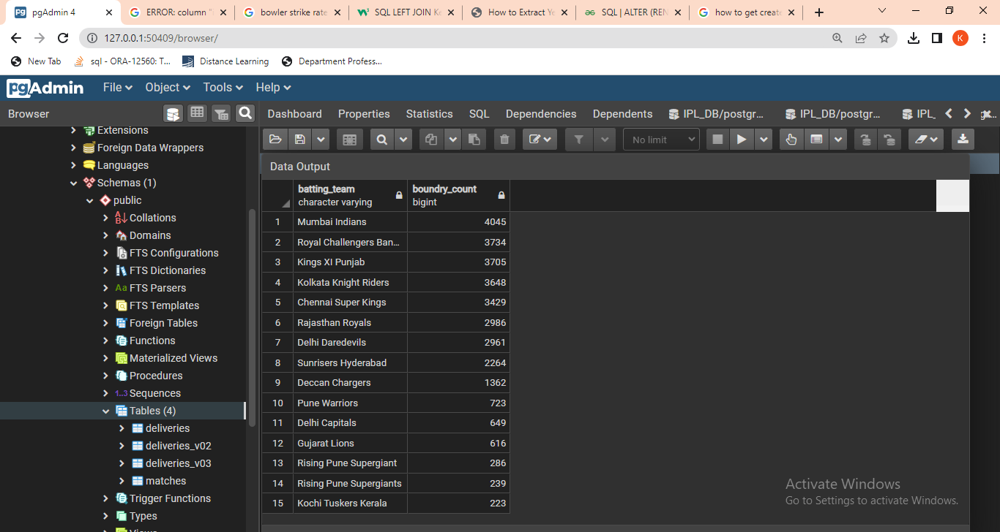 pgAdmin 4
ERROR: column "
bowler strike rate
SQL LEFT JOIN Ke
How to Extract Ye
SQL | ALTER (REN
how to get create
127.0.0.1:50409/browser/
K
New Tab
sql - ORA-12560: T...
Distance Learning
Department Profess...
pgAdmin
File
Object
Tools
Help
Browser
Dashboard
Properties
Statistics
SQL
Dependencies
Dependents
IPL_DB/postgr...
IPL_DB/postgr...
IPL_
No limit
Extensions
Foreign Data Wrappers
Languages
Schemas (1)
public
Collations
Domains
FTS Configurations
FTS Dictionaries
Aa FTS Parsers
FTS Templates
Foreign Tables
Functions
Materialized Views
Procedures
1..3 Sequences
Tables (4)
deliveries
deliveries_v02
deliveries_v03
matches
Trigger Functions
Types
Views
Data Output
batting_team boundry_count
character varying bigint
1 Mumbai Indians 4045
2 Royal Challengers Ban... 3734
3 Kings XI Punjab 3705
4 Kolkata Knight Riders 3648
5 Chennai Super Kings 3429
6 Rajasthan Royals 2986
7 Delhi Daredevils 2961
8 Sunrisers Hyderabad 2264
9 Deccan Chargers 1362
10 Pune Warriors 723
11 Delhi Capitals 649
12 Gujarat Lions 616
13 Rising Pune Supergiant 286
14 Rising Pune Supergiants 239
15 Kochi Tuskers Kerala 223
Activate Windows
Go to Settings to activate Windows.